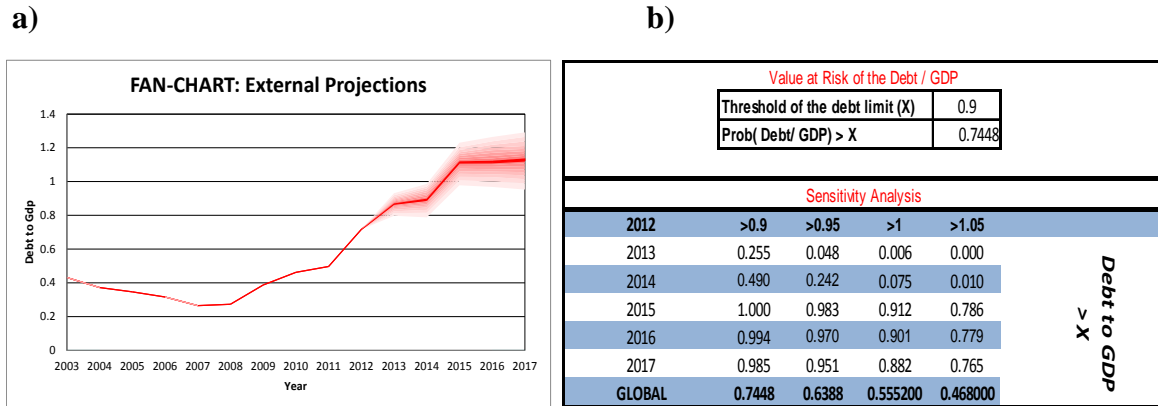 a)
b)
FAN-CHART: External Projections
1.4
1.2
1
0.8
0.6
0.4
0.2
0
Debt to Gdp
2003 2004 2005 2006 2007 2008 2009 2010 2011 2012 2013 2014 2015 2016 2017
Year
Value at Risk of the Debt / GDP
Threshold of the debt limit (X) 0.9
Prob( Debt/ GDP) > X 0.7448
Sensitivity Analysis
2012 >0.9 >0.95 >1 >1.05
2013 0.255 0.048 0.006 0.000
2014 0.490 0.242 0.075 0.010
2015 1.000 0.983 0.912 0.786
2016 0.994 0.970 0.901 0.779
2017 0.985 0.951 0.882 0.765
GLOBAL 0.7448 0.6388 0.555200 0.468000
Debt to GDP
> X